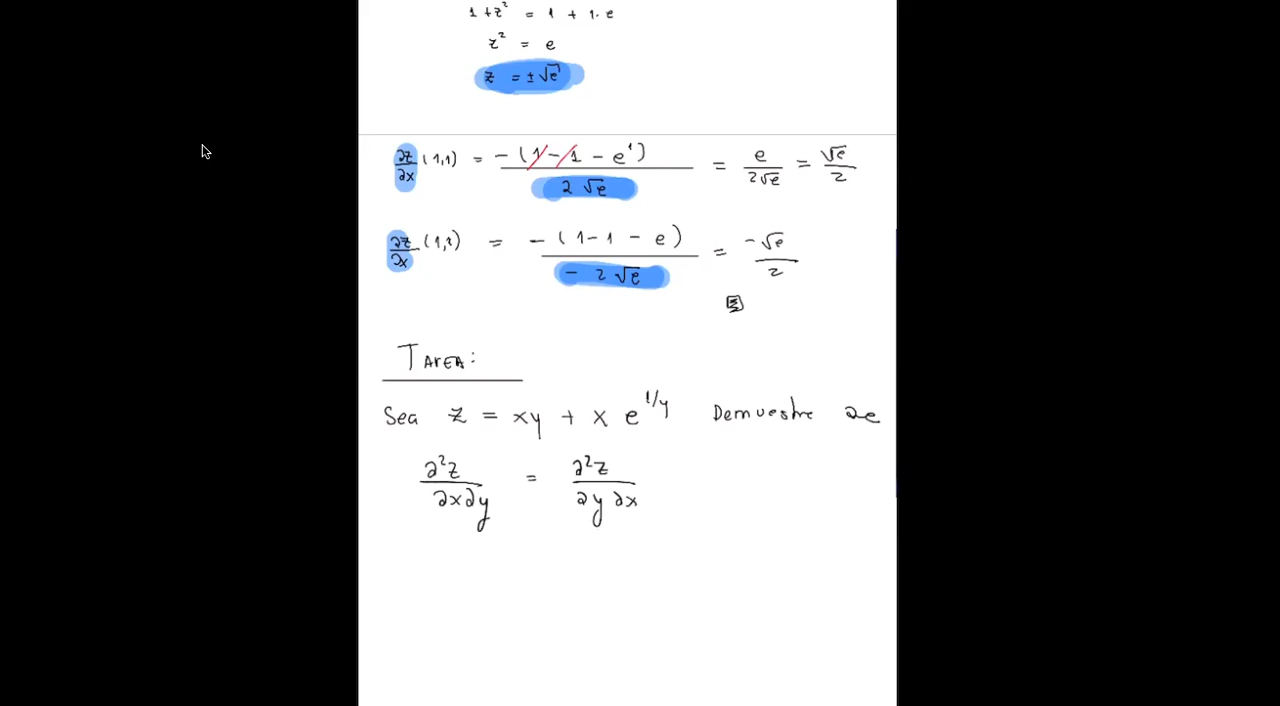 1 + z² = 1 + 1·e
z² = e
z = ±√e
∂z/∂x (1,1) = -(1 - 1 - e¹) / 2√e = e / 2√e = √e / 2
∂z/∂x (1,1) = -(1 - 1 - e) / -2√e = -√e / 2
TAREA:
Sea z = xy + x e^{1/y} Demuestre
∂²z/∂x∂y = ∂²z/∂y∂x